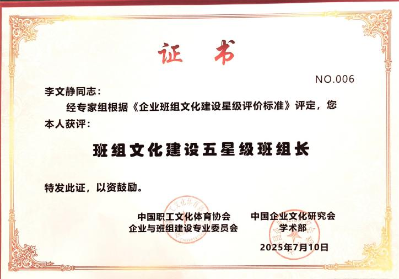 证书
NO.006
李文静同志：
经专家组根据《企业班组文化建设星级评价标准》评定，您
本人获评：
班组文化建设五星级班组长
特发此证，以资鼓励。
中国职工文化体育协会 中国企业文化研究会
企业与班组建设专业委员会 学术部
2025年7月10日